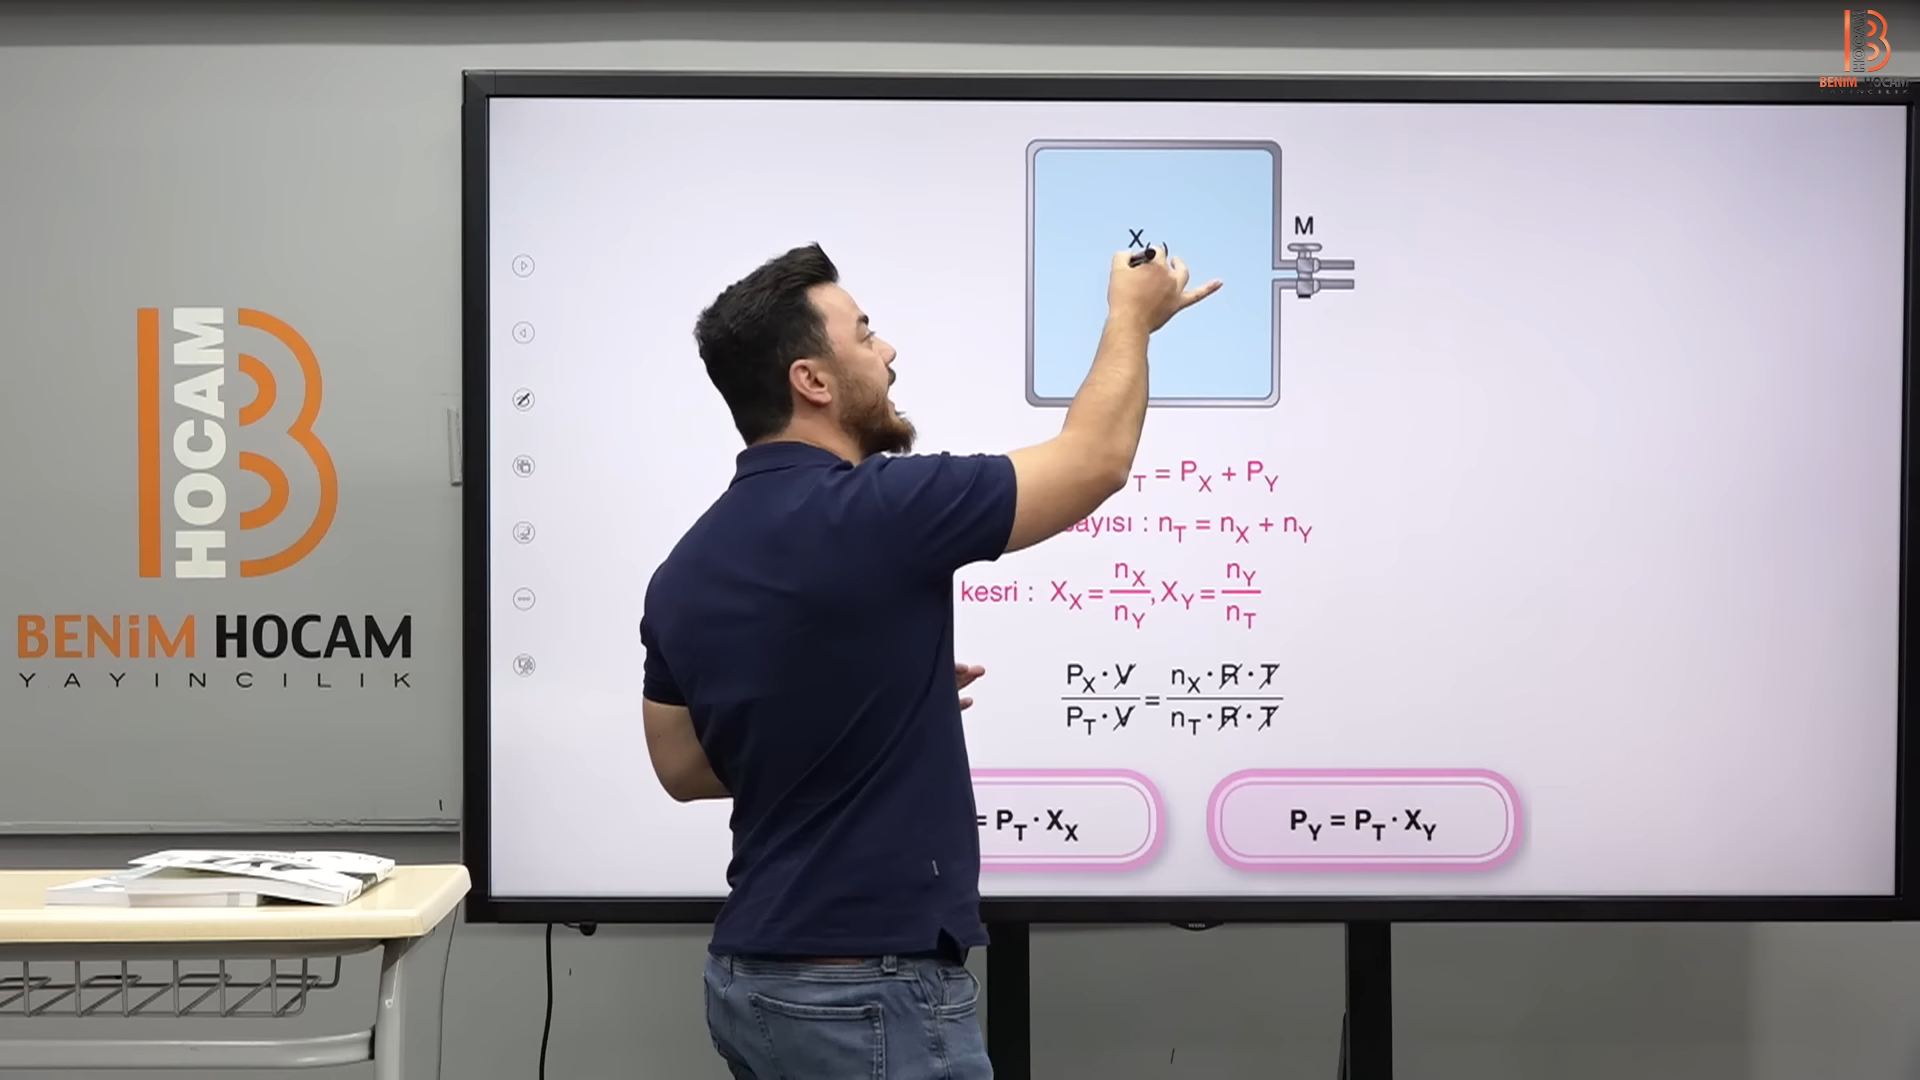 BENİM HOCAM
HOCAM
BENİM HOCAM
YAYINCILIK
M
X
T = PX + PY
sayısı : nT = nX + nY
kesri : XX = nX/nY, XY = nY/nT
PX · V / PT · V = nX · R · T / nT · R · T
= PT · XX
PY = PT · XY